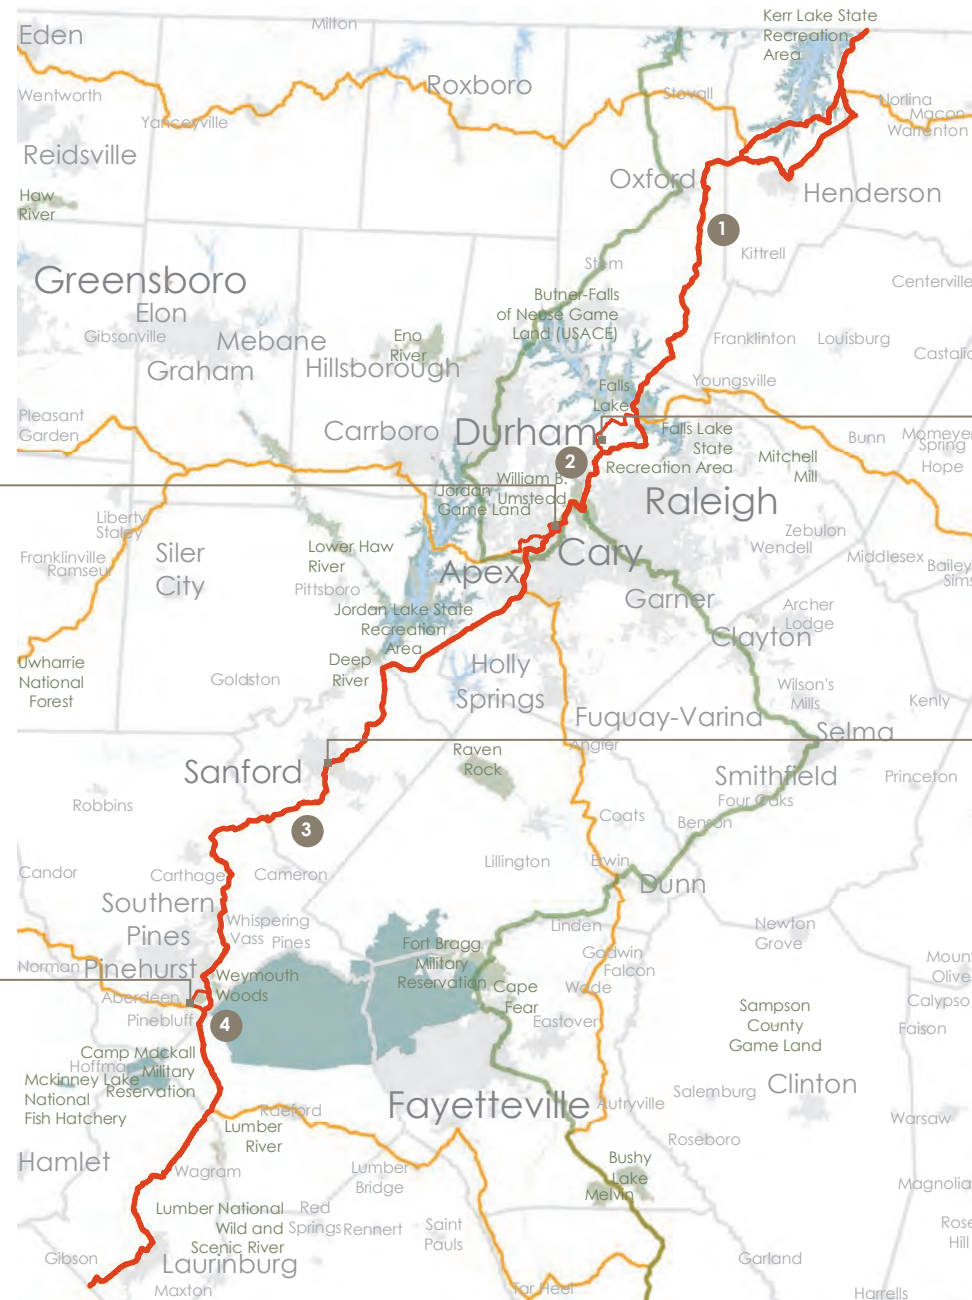 Kerr Lake State
Recreation
Area
Eden
Milton
Roxboro
Wentworth
Stovall
Norlina
Macon
Warrenton
Yanceyville
Reidsville
Oxford
Henderson
Haw
River
1
Kittrell
Stem
Greensboro
Centerville
Elon
Butner-Falls
of Neuse Game
Land (USACE)
Gibsonville
Mebane
Eno
River
Franklinton
Louisburg
Castalia
Graham
Hillsborough
Falls
Lake
Youngsville
Pleasant
Garden
Carrboro
Durham
Falls Lake
State
Recreation Area
Bunn
Momeyer
Spring
Hope
Mitchell
Mill
2
William B.
Umstead
Jordan
Game Land
Raleigh
Liberty
Staley
Zebulon
Wendell
Franklinville
Ramseur
Siler
City
Lower Haw
River
Cary
Middlesex
Bailey
Sims
Apex
Pittsboro
Garner
Archer
Lodge
Jordan Lake State
Recreation
Area
Clayton
Uwharrie
National
Forest
Deep
River
Holly
Springs
Goldston
Wilson's
Mills
Kenly
Fuquay-Varina
Selma
Angier
Raven
Rock
Sanford
Smithfield
Princeton
Robbins
Four Oaks
Coats
Benson
3
Lillington
Erwin
Candor
Carthage
Cameron
Dunn
Southern
Pines
Whispering
Pines
Vass
Linden
Newton
Grove
Fort Bragg
Military
Reservation
Godwin
Falcon
Norman
Pinehurst
Weymouth
Woods
Wade
Mount
Olive
Aberdeen
Cape
Fear
Sampson
County
Game Land
Calypso
Pinebluff
4
Eastover
Faison
Camp Mackall
Military
Reservation
Hoffman
Mckinney Lake
National
Fish Hatchery
Salemburg
Clinton
Fayetteville
Autryville
Raeford
Warsaw
Lumber
River
Roseboro
Hamlet
Bushy
Lake
Wagram
Lumber
Bridge
Melvin
Magnolia
Lumber National
Wild and
Scenic River
Red
Springs
Rennert
Saint
Pauls
Rose
Hill
Gibson
Laurinburg
Garland
Maxton
Tar Heel
Harrells